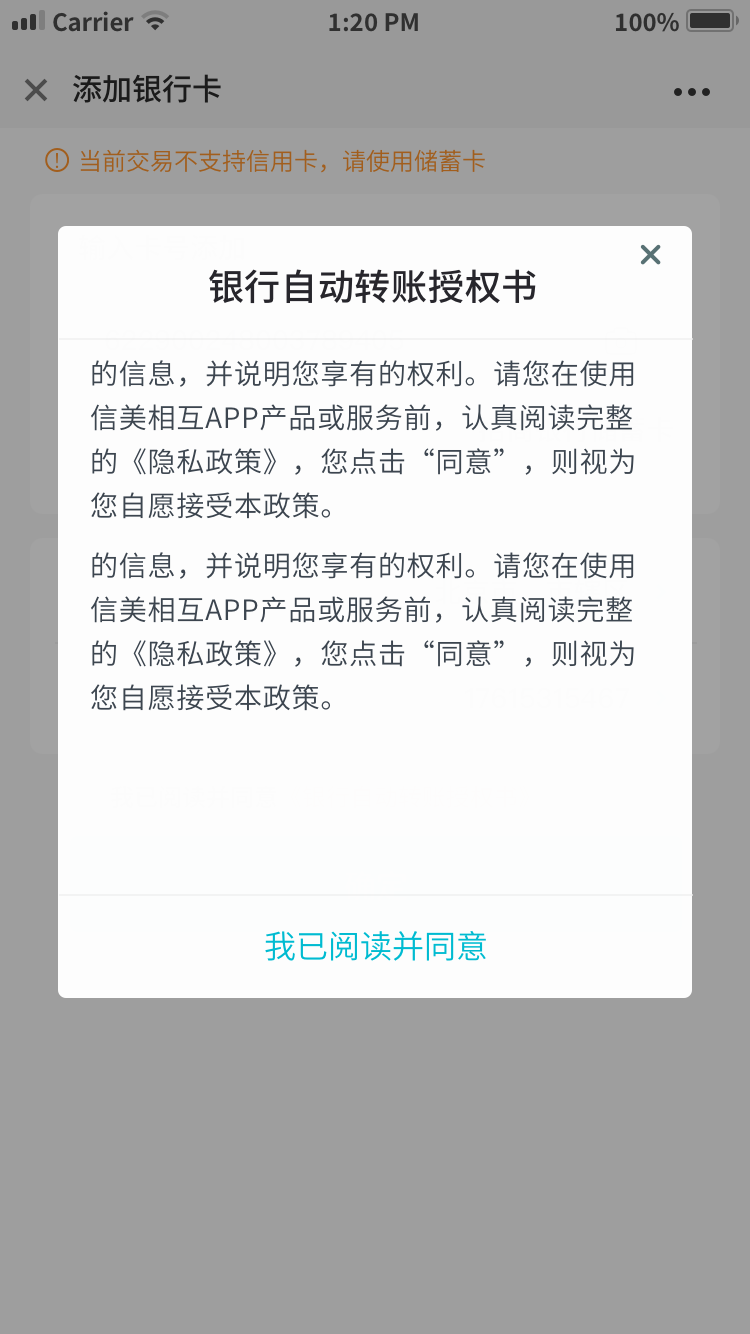 Carrier 1:20 PM 100%
添加银行卡
当前交易不支持信用卡，请使用储蓄卡
银行自动转账授权书
的信息，并说明您享有的权利。请您在使用
信美相互APP产品或服务前，认真阅读完整
的《隐私政策》，您点击“同意”，则视为
您自愿接受本政策。
的信息，并说明您享有的权利。请您在使用
信美相互APP产品或服务前，认真阅读完整
的《隐私政策》，您点击“同意”，则视为
您自愿接受本政策。
我已阅读并同意